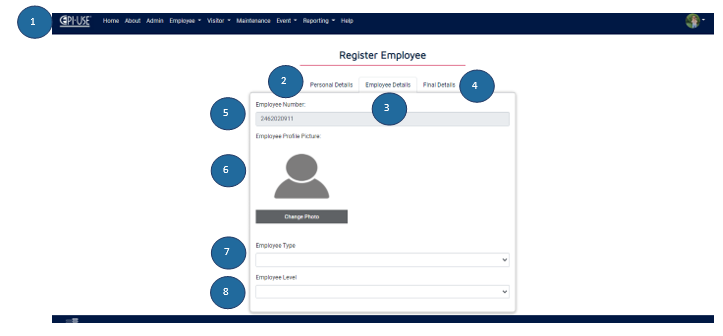 1
EPI-USE Home About Admin Employee Visitor Maintenance Event Reporting Help
Register Employee
2 Personal Details Employee Details Final Details 4
3
Employee Number:
5
2462020911
Employee Profile Picture:
6
Change Photo
Employee Type
7
Employee Level
8